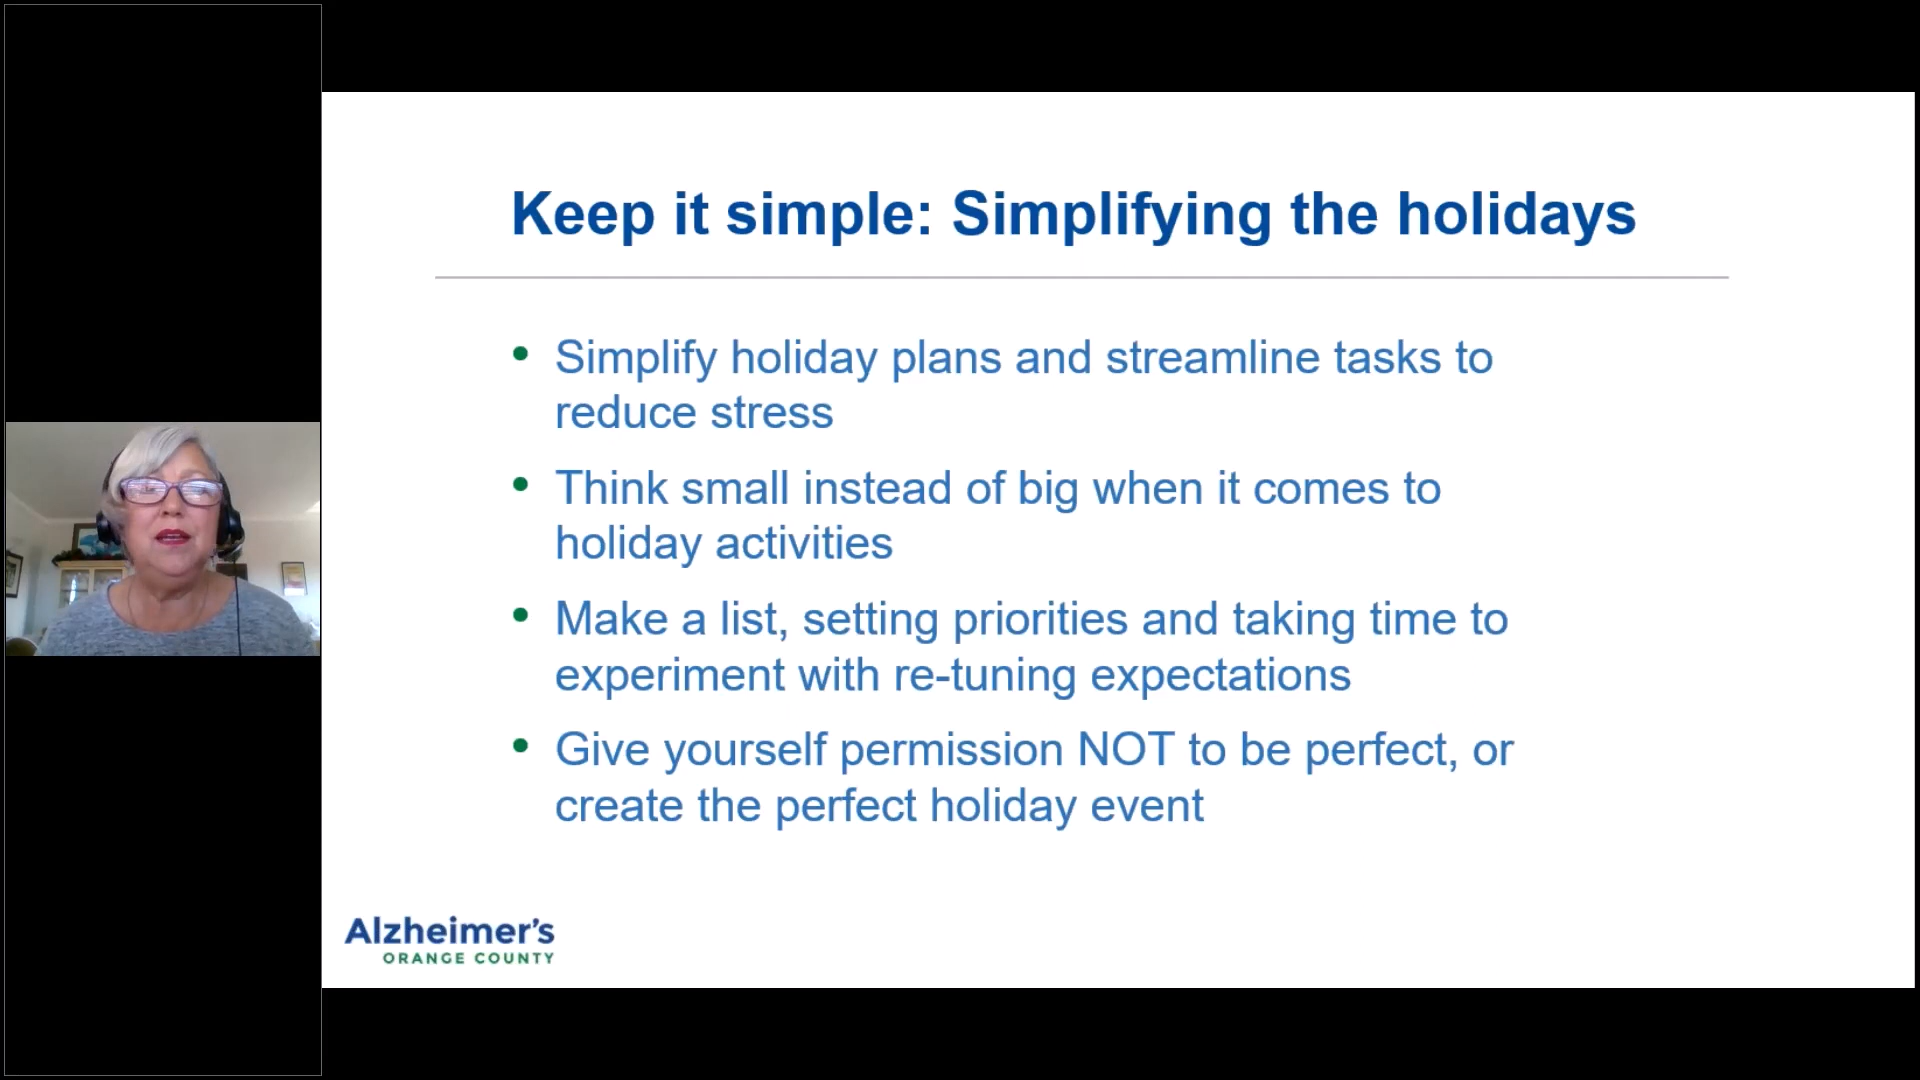 Keep it simple: Simplifying the holidays
• Simplify holiday plans and streamline tasks to
reduce stress
• Think small instead of big when it comes to
holiday activities
• Make a list, setting priorities and taking time to
experiment with re-tuning expectations
• Give yourself permission NOT to be perfect, or
create the perfect holiday event
Alzheimer's
ORANGE COUNTY